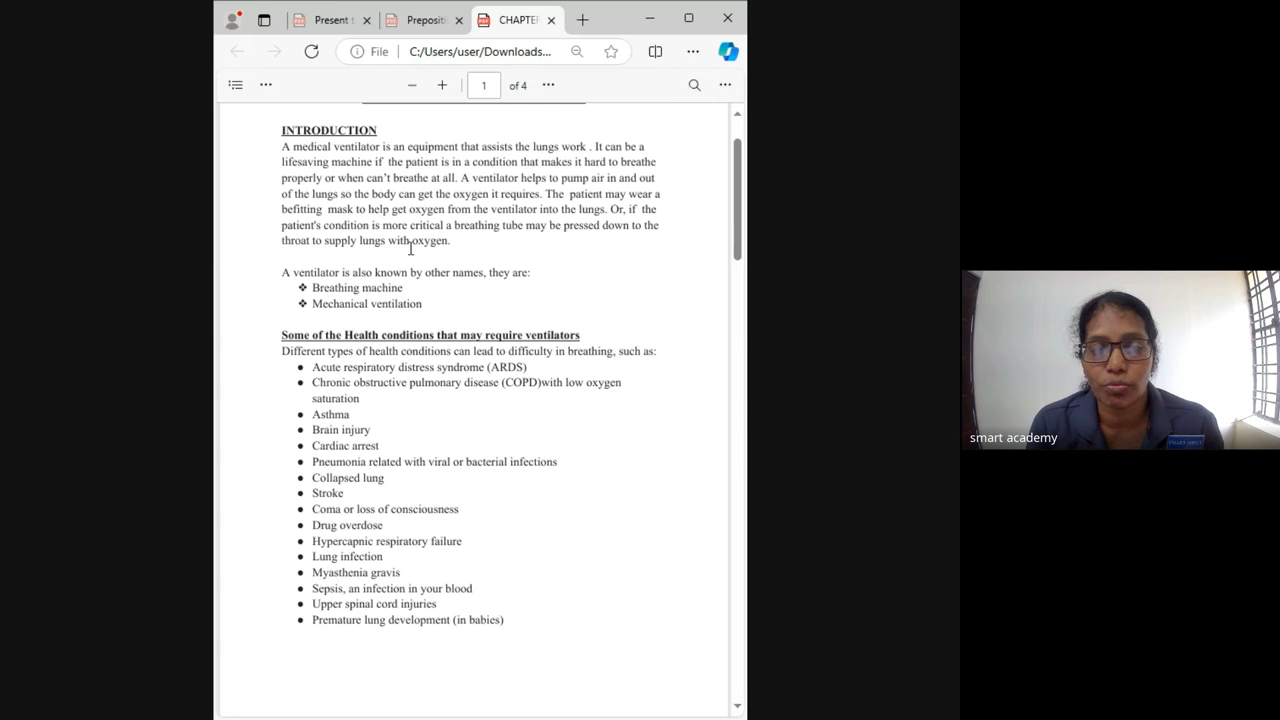 Present
Prepositi
CHAPTER
File
C:/Users/user/Downloads...
1
of 4
INTRODUCTION
A medical ventilator is an equipment that assists the lungs work . It can be a
lifesaving machine if the patient is in a condition that makes it hard to breathe
properly or when can't breathe at all. A ventilator helps to pump air in and out
of the lungs so the body can get the oxygen it requires. The patient may wear a
befitting mask to help get oxygen from the ventilator into the lungs. Or, if the
patient's condition is more critical a breathing tube may be pressed down to the
throat to supply lungs with oxygen.
A ventilator is also known by other names, they are:
❖ Breathing machine
❖ Mechanical ventilation
Some of the Health conditions that may require ventilators
Different types of health conditions can lead to difficulty in breathing, such as:
● Acute respiratory distress syndrome (ARDS)
● Chronic obstructive pulmonary disease (COPD)with low oxygen
saturation
● Asthma
● Brain injury
● Cardiac arrest
● Pneumonia related with viral or bacterial infections
● Collapsed lung
● Stroke
● Coma or loss of consciousness
● Drug overdose
● Hypercapnic respiratory failure
● Lung infection
● Myasthenia gravis
● Sepsis, an infection in your blood
● Upper spinal cord injuries
● Premature lung development (in babies)
smart academy